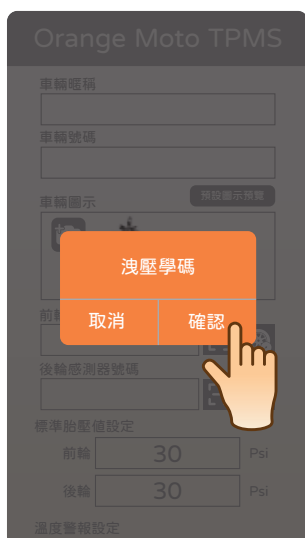 Orange Moto TPMS
車輛暱稱
車輛號碼
車輛圖示
預設圖示預覽
洩壓學碼
取消
確認
前
後輪感測器號碼
標準胎壓值設定
前輪 30 Psi
後輪 30 Psi
溫度警報設定